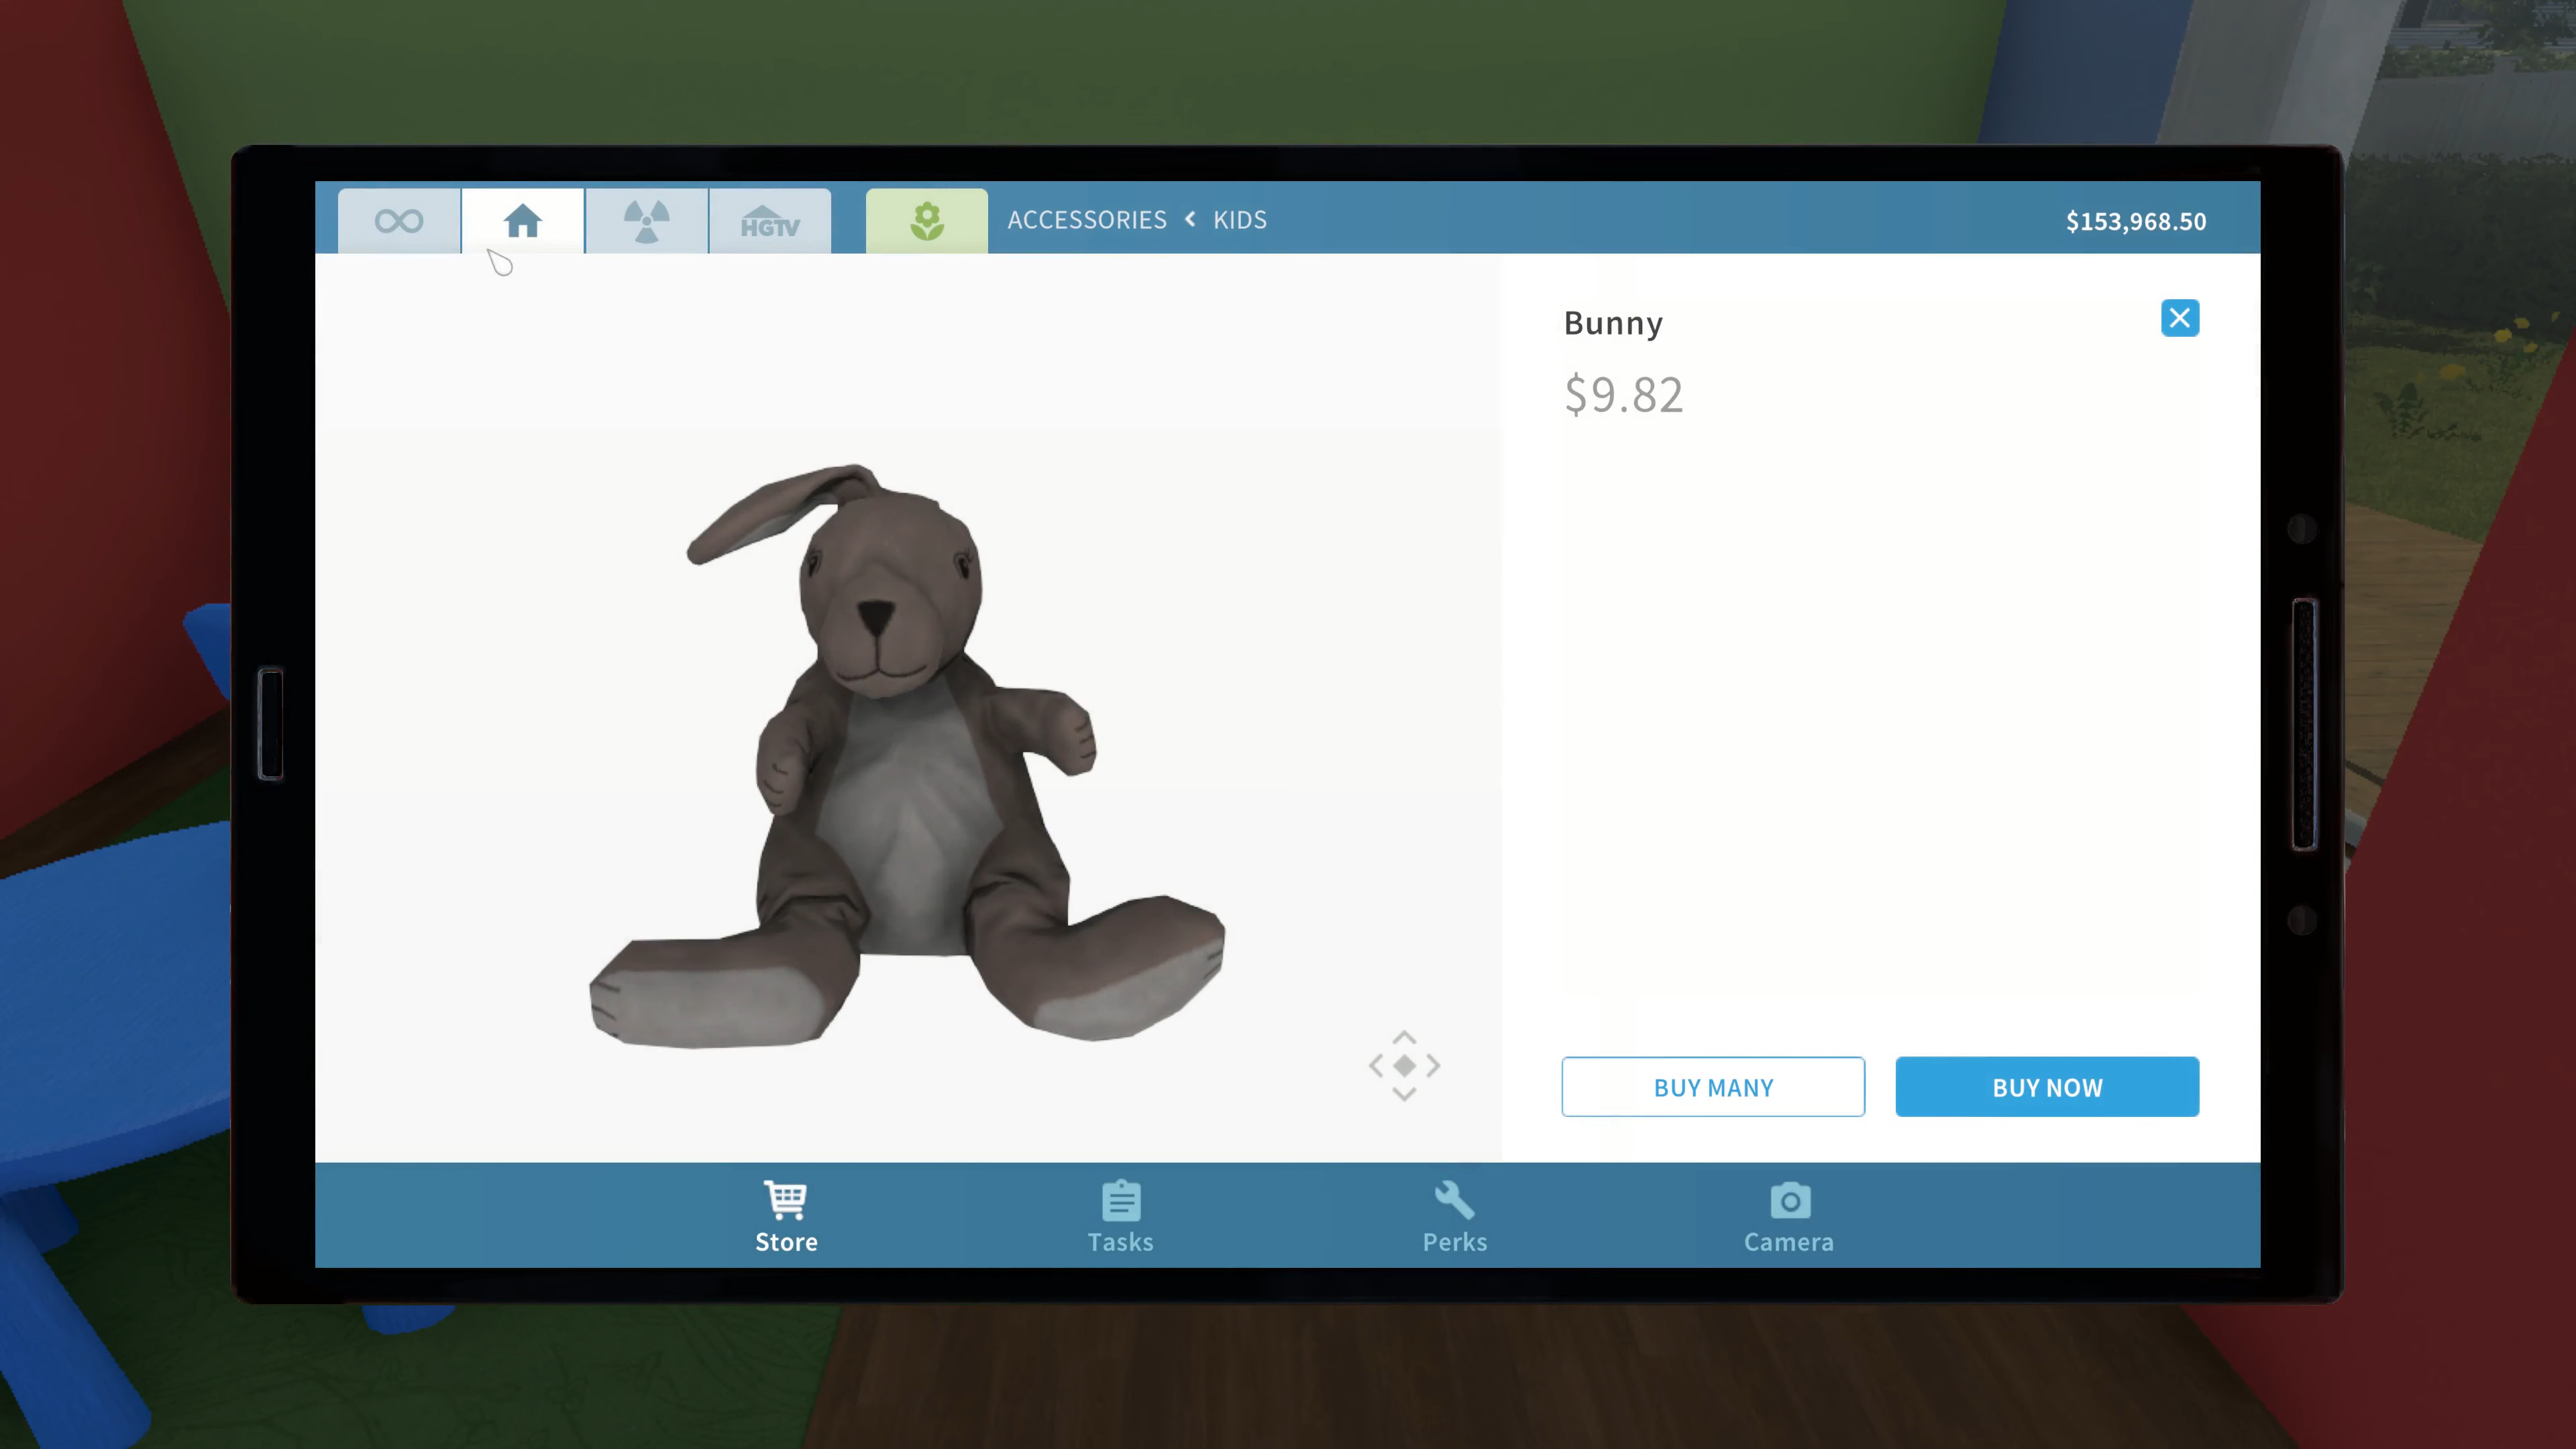 HGTV
ACCESSORIES < KIDS
$153,968.50
Bunny
$9.82
BUY MANY
BUY NOW
Store
Tasks
Perks
Camera